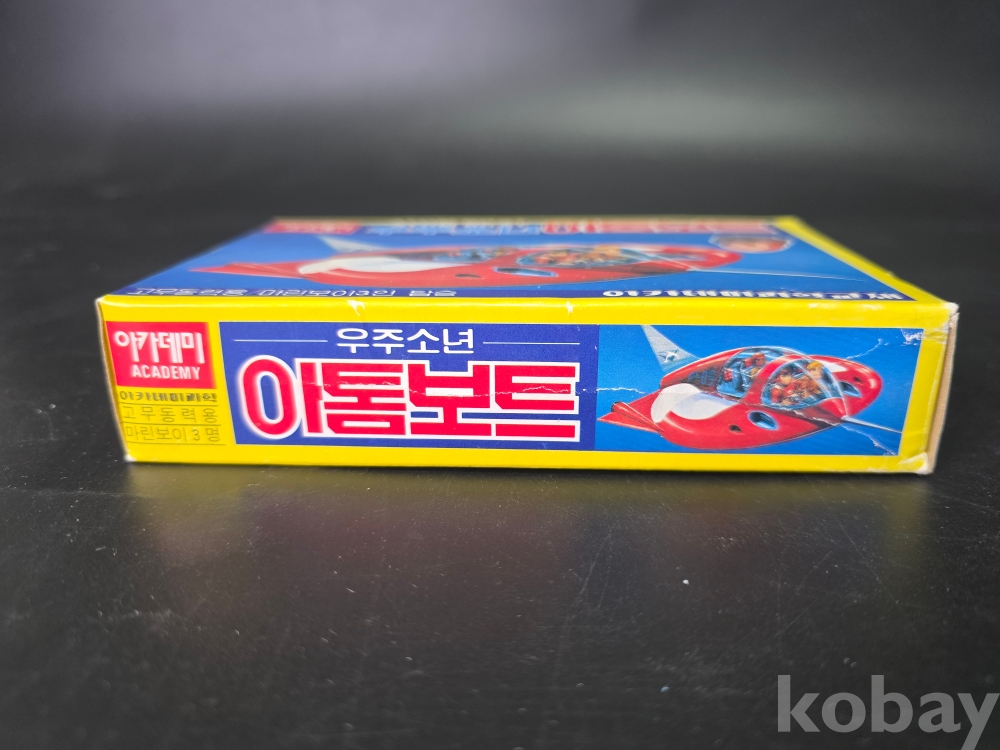 아카데미
ACADEMY
아카데미과학
고무동력용
마린보이 3명
우주소년
아톰보트
kobay